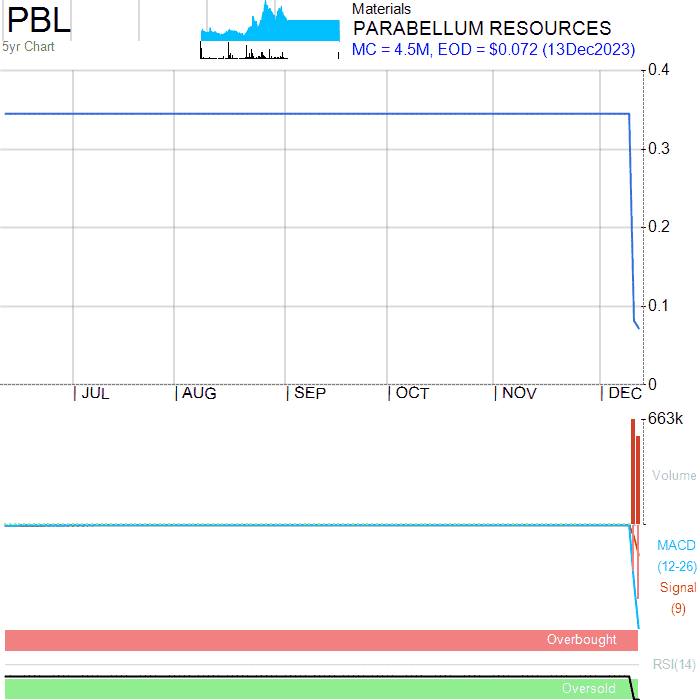 PBL
5yr Chart
Materials
PARABELLUM RESOURCES
MC = 4.5M, EOD = $0.072 (13Dec2023)
0.4
0.3
0.2
0.1
0
JUL AUG SEP OCT NOV DEC
663k
Volume
MACD
(12-26)
Signal
(9)
Overbought
RSI(14)
Oversold